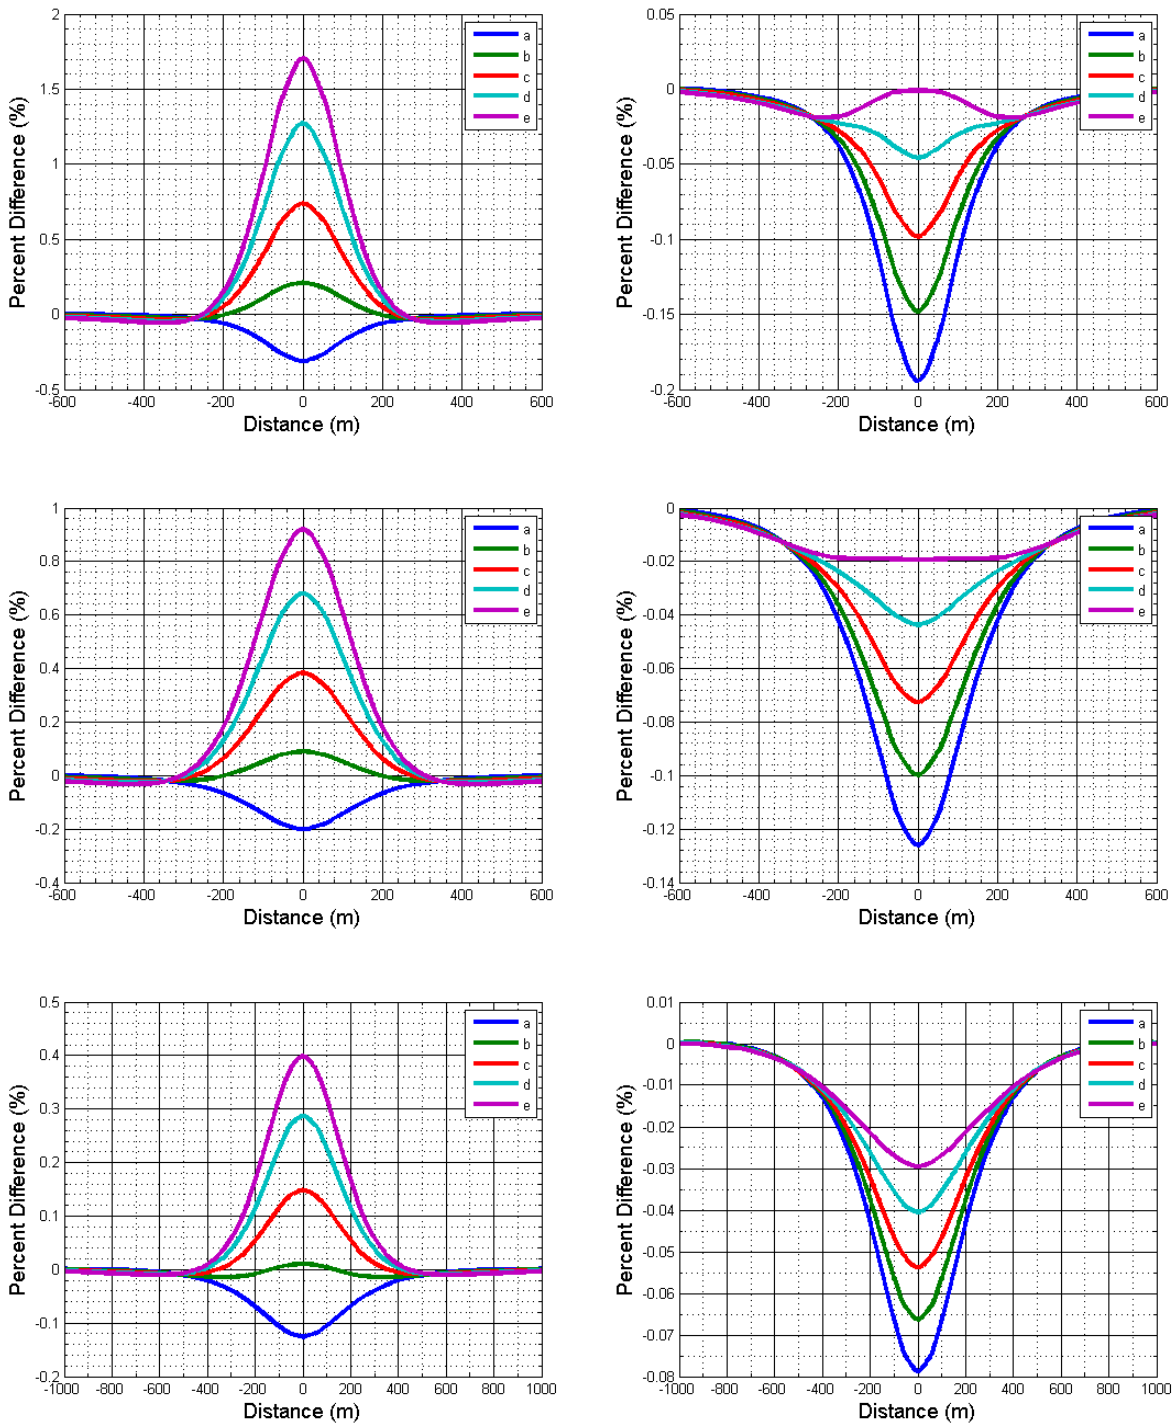 2
1.5
1
0.5
0
-0.5
-600 -400 -200 0 200 400 600
Percent Difference (%)
Distance (m)
a
b
c
d
e
0.05
0
-0.05
-0.1
-0.15
-0.2
-600 -400 -200 0 200 400 600
Percent Difference (%)
Distance (m)
a
b
c
d
e
1
0.8
0.6
0.4
0.2
0
-0.2
-0.4
-600 -400 -200 0 200 400 600
Percent Difference (%)
Distance (m)
a
b
c
d
e
0
-0.02
-0.04
-0.06
-0.08
-0.1
-0.12
-0.14
-600 -400 -200 0 200 400 600
Percent Difference (%)
Distance (m)
a
b
c
d
e
0.5
0.4
0.3
0.2
0.1
0
-0.1
-0.2
-1000 -800 -600 -400 -200 0 200 400 600 800 1000
Percent Difference (%)
Distance (m)
a
b
c
d
e
0.01
0
-0.01
-0.02
-0.03
-0.04
-0.05
-0.06
-0.07
-0.08
-1000 -800 -600 -400 -200 0 200 400 600 800 1000
Percent Difference (%)
Distance (m)
a
b
c
d
e